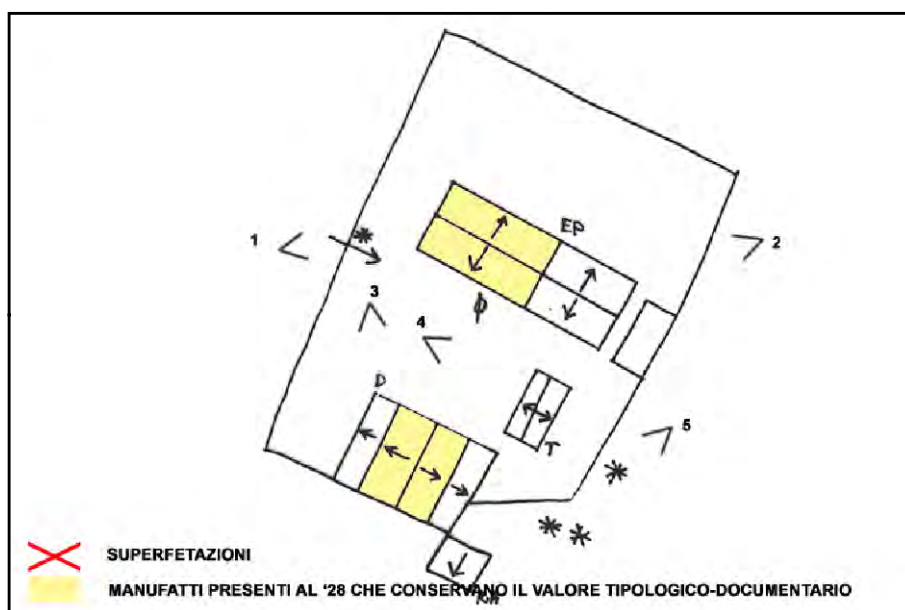 EP
1
2
3
4
D
5
T
SUPERFETAZIONI
MANUFATTI PRESENTI AL '28 CHE CONSERVANO IL VALORE TIPOLOGICO-DOCUMENTARIO